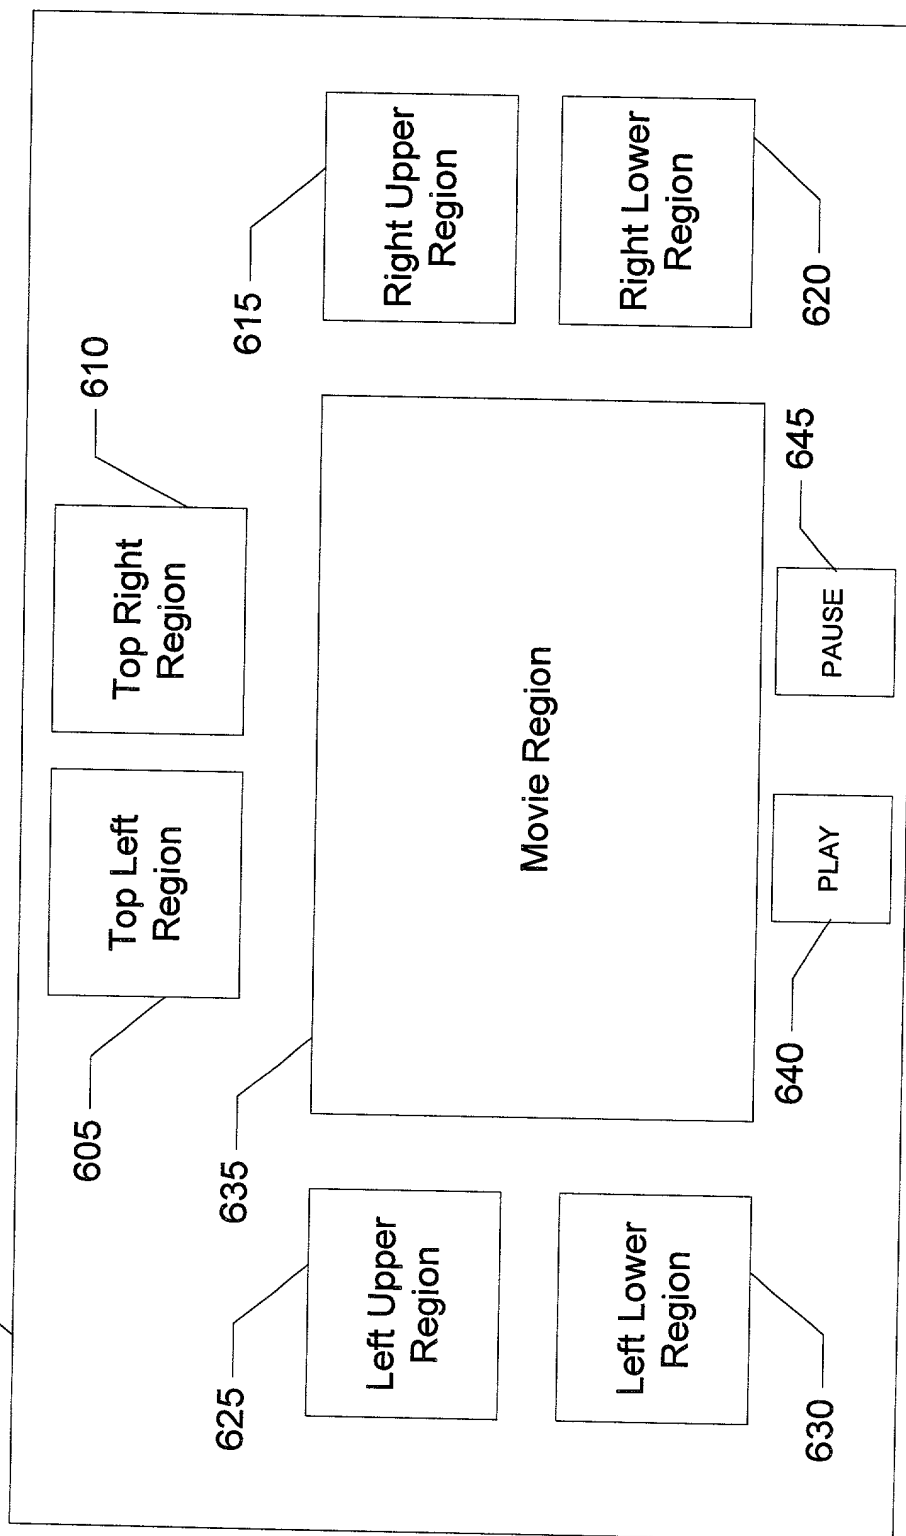 605
Top Left
Region
Top Right
Region
610
635
Movie Region
625
Left Upper
Region
615
Right Upper
Region
Left Lower
Region
630
Right Lower
Region
620
640
PLAY
PAUSE
645